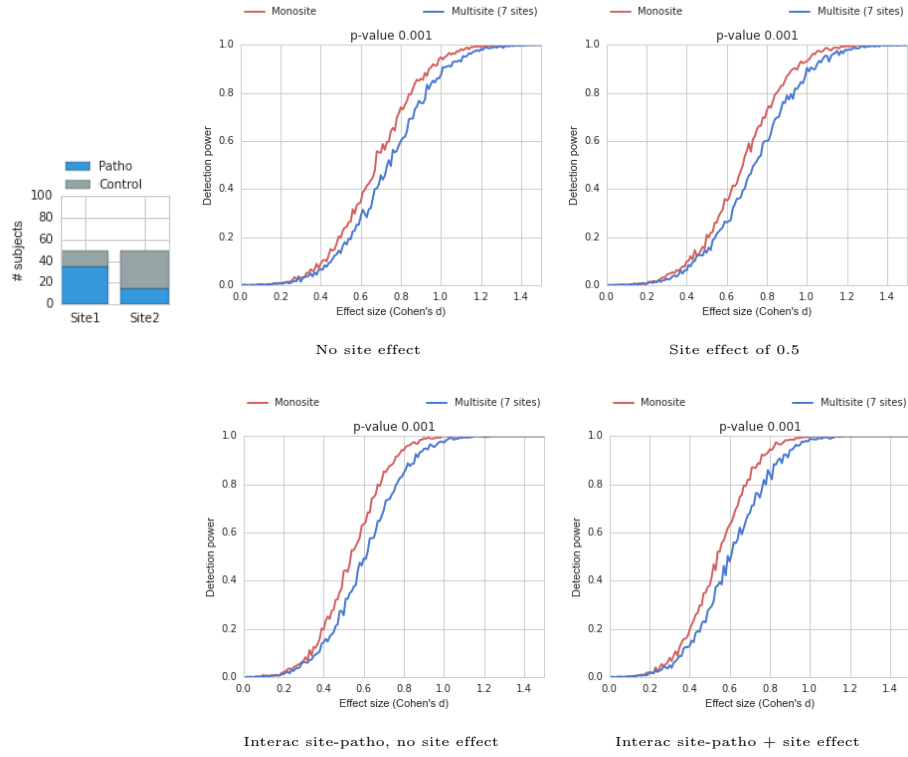 Patho
Control
100
80
60
40
20
0
# subjects
Site1 Site2
Monosite Multisite (7 sites)
p-value 0.001
1.0
0.8
0.6
0.4
0.2
0.0
Detection power
0.0 0.2 0.4 0.6 0.8 1.0 1.2 1.4
Effect size (Cohen's d)
No site effect
Monosite Multisite (7 sites)
p-value 0.001
1.0
0.8
0.6
0.4
0.2
0.0
Detection power
0.0 0.2 0.4 0.6 0.8 1.0 1.2 1.4
Effect size (Cohen's d)
Site effect of 0.5
Monosite Multisite (7 sites)
p-value 0.001
1.0
0.8
0.6
0.4
0.2
0.0
Detection power
0.0 0.2 0.4 0.6 0.8 1.0 1.2 1.4
Effect size (Cohen's d)
Interac site-patho, no site effect
Monosite Multisite (7 sites)
p-value 0.001
1.0
0.8
0.6
0.4
0.2
0.0
Detection power
0.0 0.2 0.4 0.6 0.8 1.0 1.2 1.4
Effect size (Cohen's d)
Interac site-patho + site effect